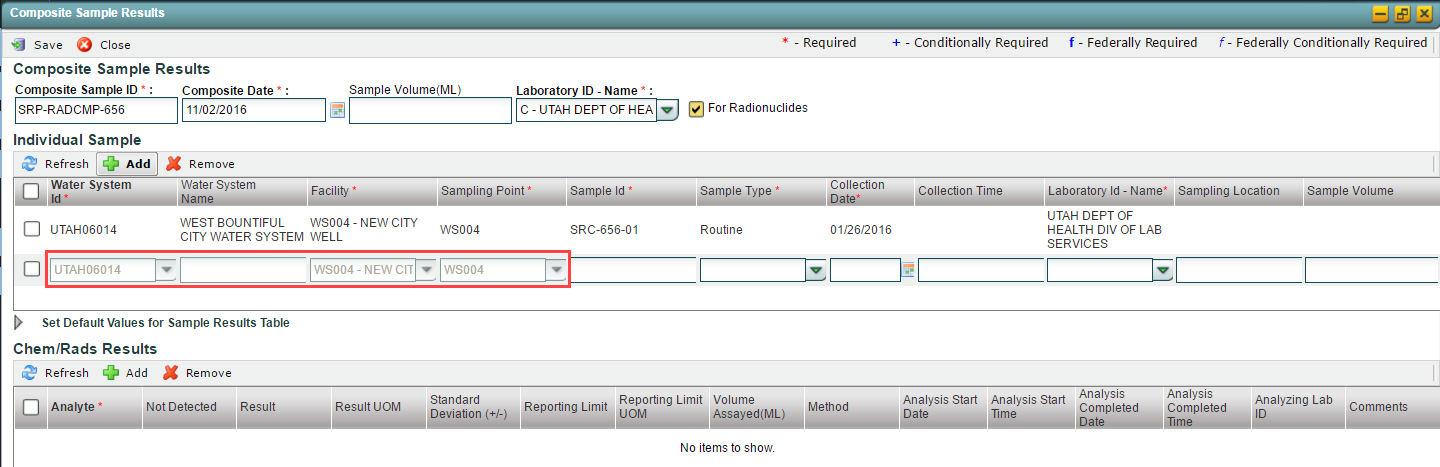 Composite Sample Results
Save Close * - Required + - Conditionally Required f - Federally Required f - Federally Conditionally Required
Composite Sample Results
Composite Sample ID * : Composite Date * : Sample Volume(ML) Laboratory ID - Name * :
SRP-RADCMP-656 11/02/2016 C - UTAH DEPT OF HEA For Radionuclides
Individual Sample
Refresh Add Remove
Water System Id * Water System Name Facility * Sampling Point * Sample Id * Sample Type * Collection Date* Collection Time Laboratory Id - Name* Sampling Location Sample Volume
UTAH06014 WEST BOUNTIFUL CITY WATER SYSTEM WS004 - NEW CITY WELL WS004 SRC-656-01 Routine 01/26/2016 UTAH DEPT OF HEALTH DIV OF LAB SERVICES
UTAH06014 WS004 - NEW CIT WS004
Set Default Values for Sample Results Table
Chem/Rads Results
Refresh Add Remove
Analyte * Not Detected Result Result UOM Standard Deviation (+/-) Reporting Limit Reporting Limit UOM Volume Assayed(ML) Method Analysis Start Date Analysis Start Time Analysis Completed Date Analysis Completed Time Analyzing Lab ID Comments
No items to show.